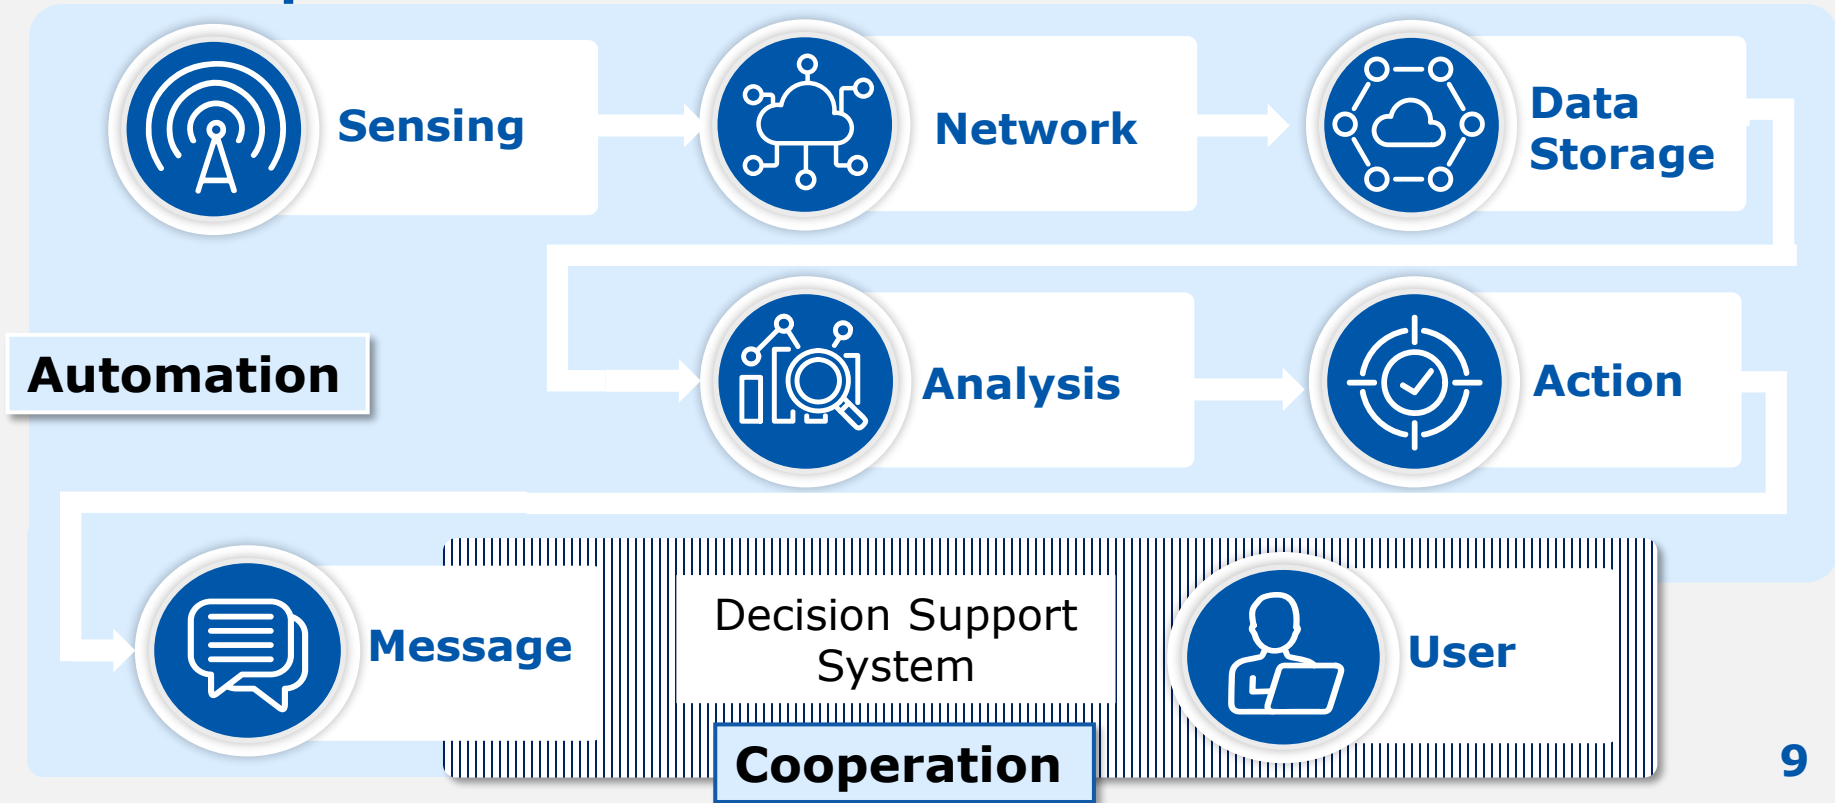 Sensing
Network
Data
Storage
Automation
Analysis
Action
Message
Decision Support
System
User
Cooperation
9